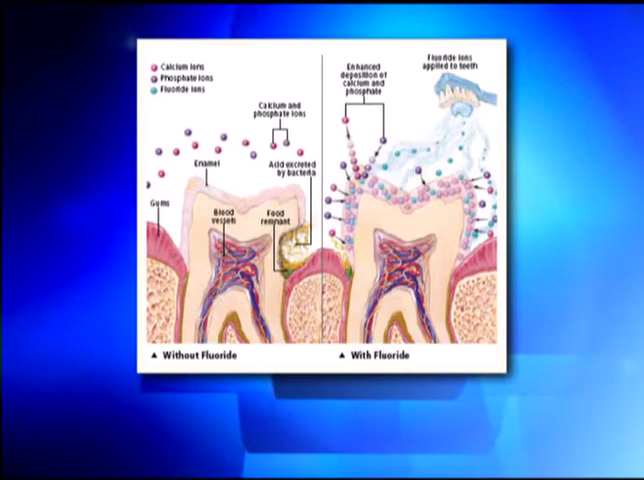 Calcium ions
Phosphate ions
Fluoride ions
Calcium and
phosphate ions
Enamel
Acid excreted
by bacteria
Gums
Blood
vessels
Food
remnant
▲ Without Fluoride
Enhanced
deposition of
calcium and
phosphate
Fluoride ions
applied to teeth
▲ With Fluoride